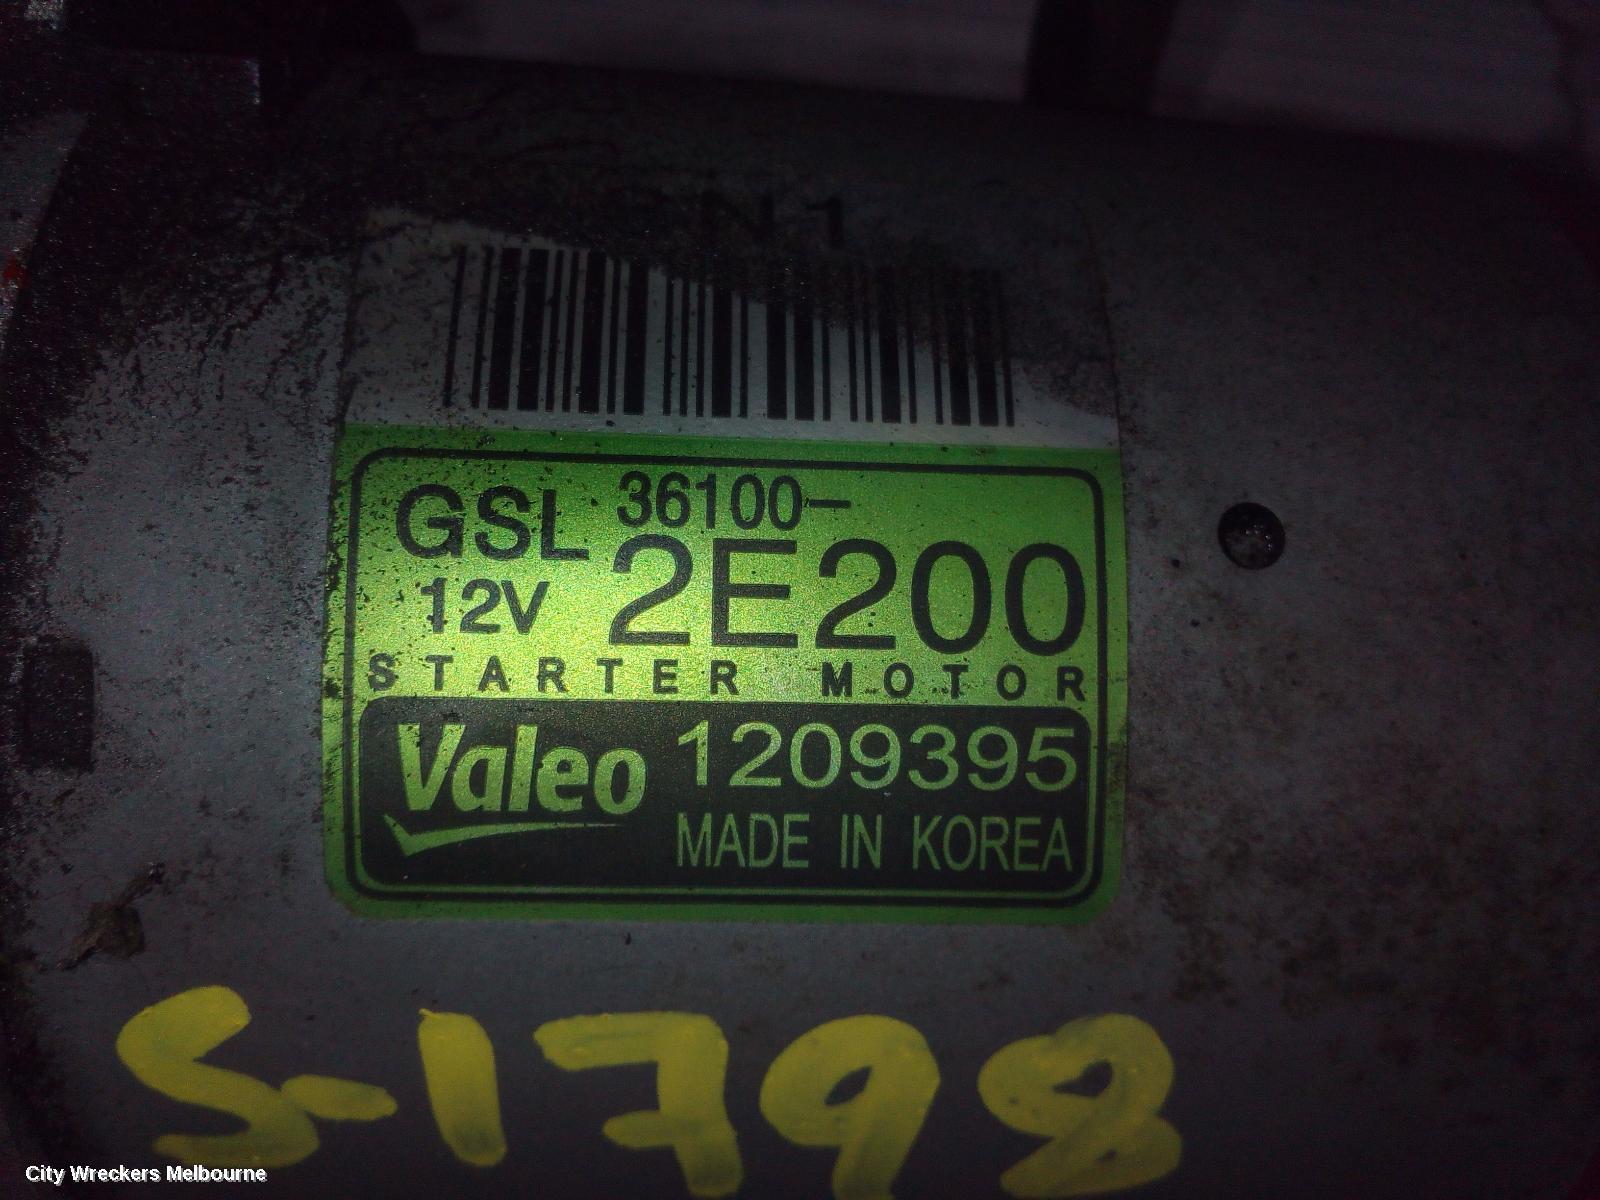 GSL 36100-
12V 2E200
STARTER MOTOR
Valeo 1209395
MADE IN KOREA
S-1798
City Wreckers Melbourne